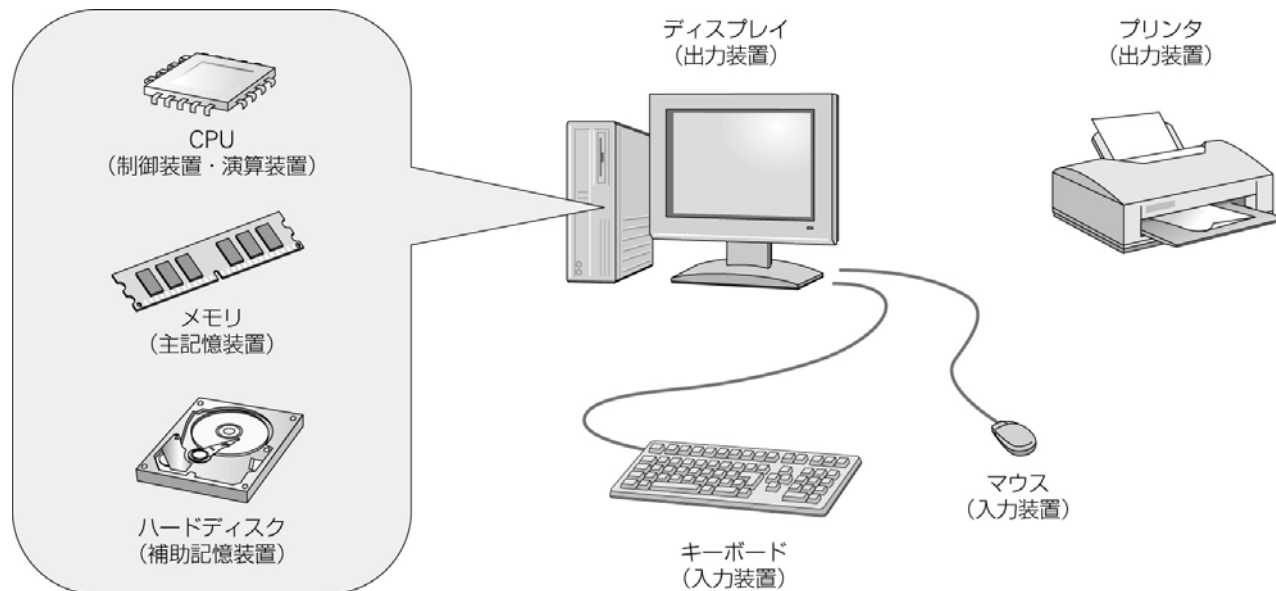 CPU
（制御装置・演算装置）
メモリ
（主記憶装置）
ハードディスク
（補助記憶装置）
ディスプレイ
（出力装置）
プリンタ
（出力装置）
キーボード
（入力装置）
マウス
（入力装置）